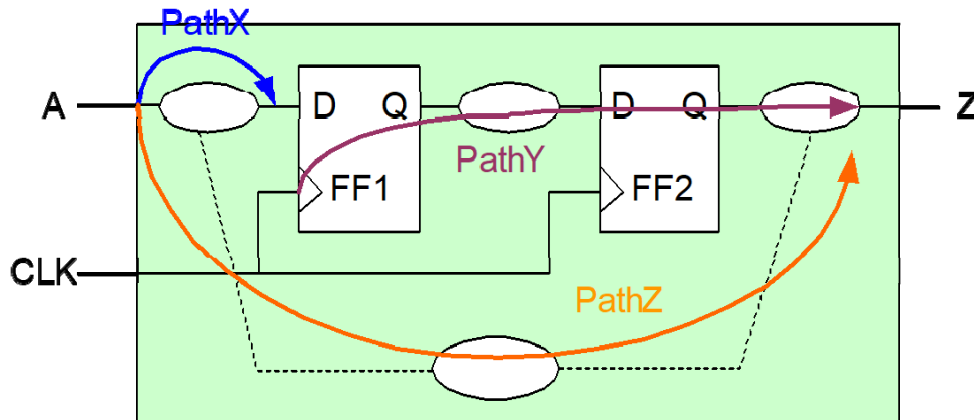 PathX
A
D Q
D Q
Z
PathY
FF1
FF2
CLK
PathZ